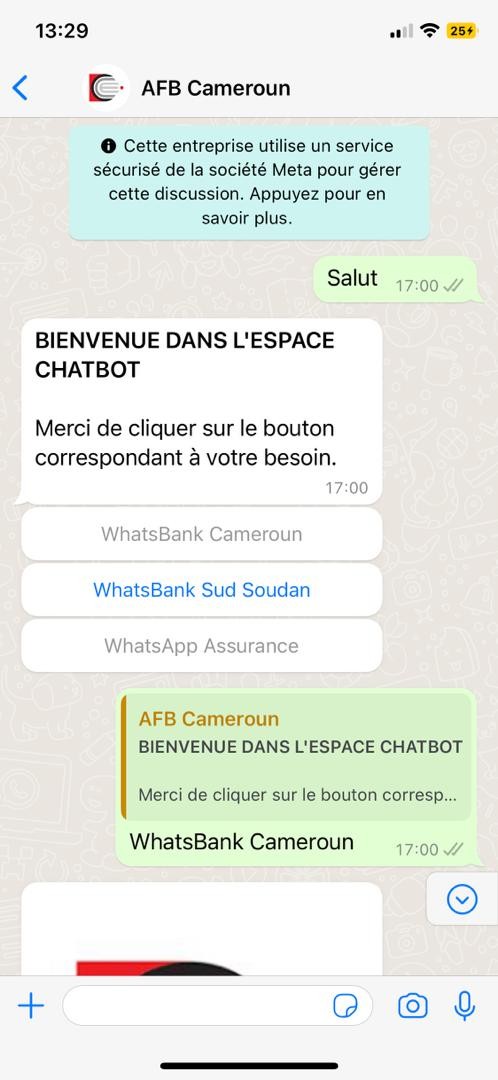 13:29
25
AFB Cameroun
Cette entreprise utilise un service
sécurisé de la société Meta pour gérer
cette discussion. Appuyez pour en
savoir plus.
Salut 17:00
BIENVENUE DANS L'ESPACE
CHATBOT
Merci de cliquer sur le bouton
correspondant à votre besoin.
17:00
WhatsBank Cameroun
WhatsBank Sud Soudan
WhatsApp Assurance
AFB Cameroun
BIENVENUE DANS L'ESPACE CHATBOT
Merci de cliquer sur le bouton corresp...
WhatsBank Cameroun 17:00